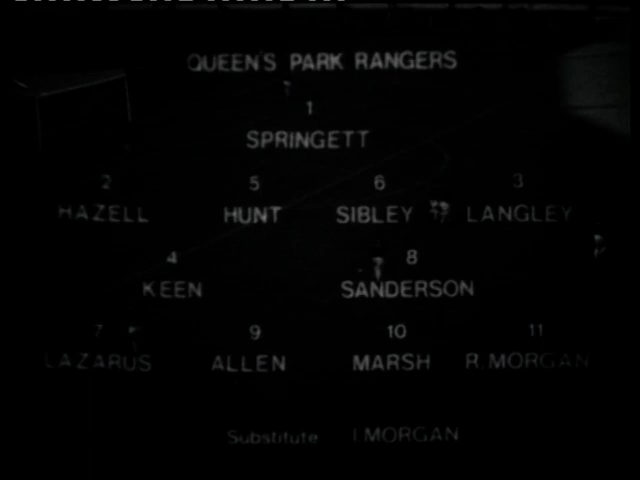 QUEEN'S PARK RANGERS
1
SPRINGETT
2 5 6 3
HAZELL HUNT SIBLEY LANGLEY
4 8
KEEN SANDERSON
7 9 10 11
LAZARUS ALLEN MARSH R.MORGAN
Substitute I.MORGAN